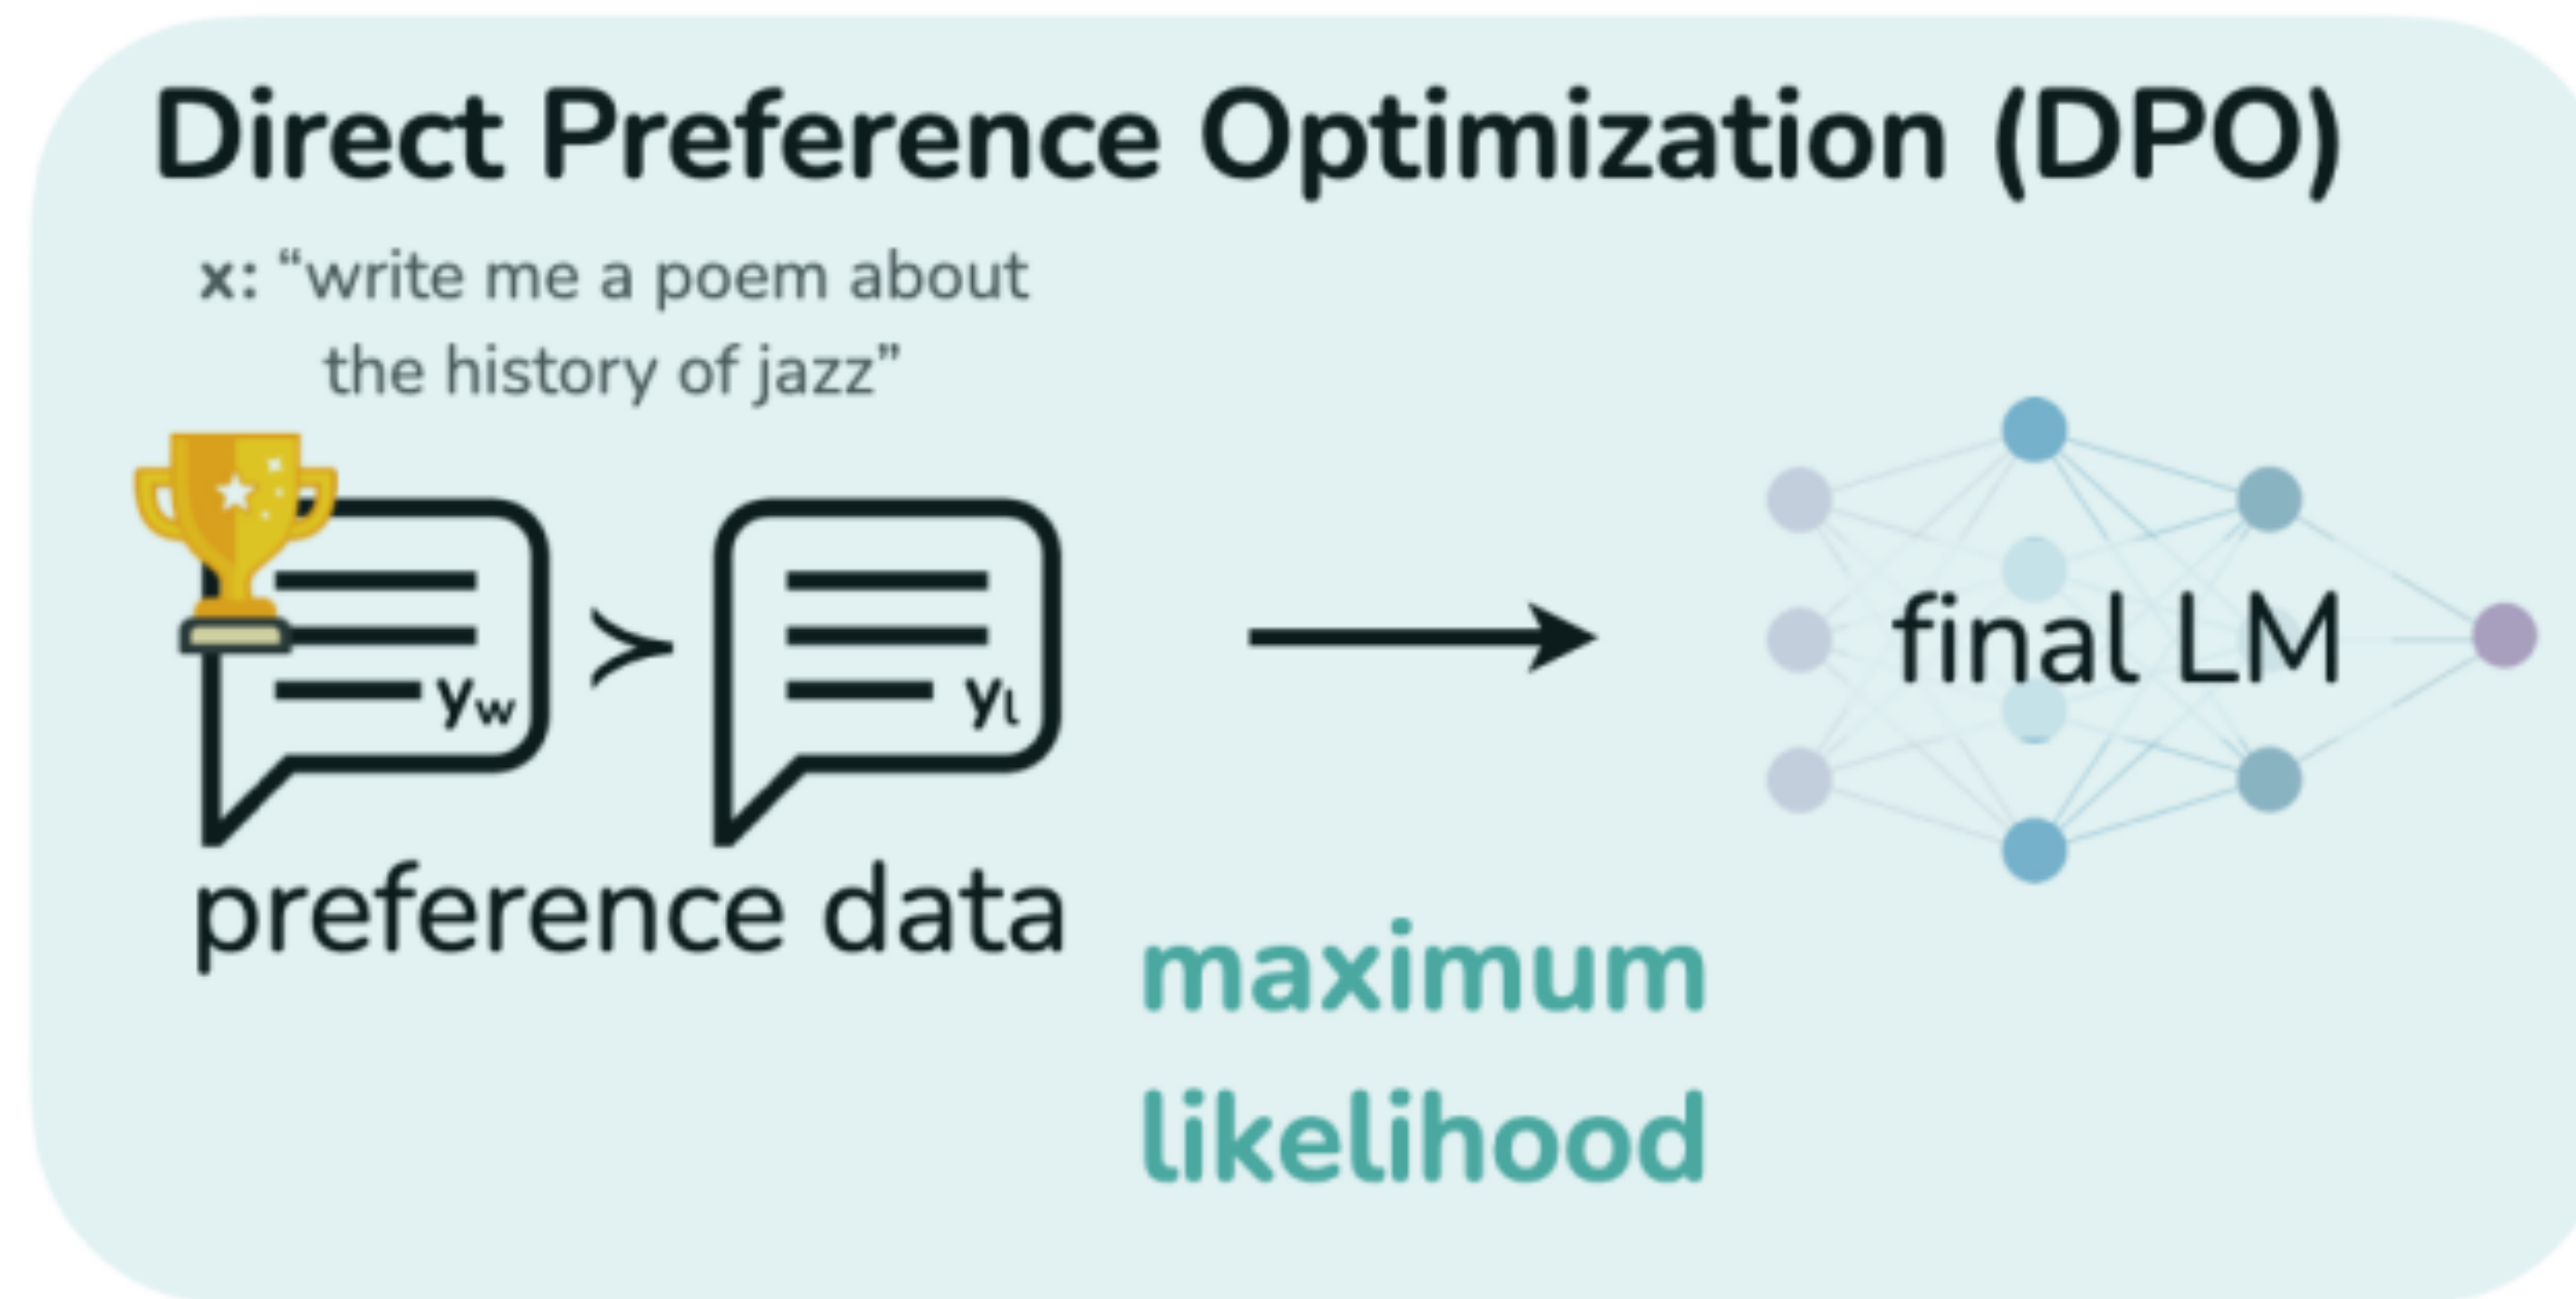 Direct Preference Optimization (DPO)
x: “write me a poem about
the history of jazz”
yw
≻
yl
final LM
preference data
maximum
likelihood